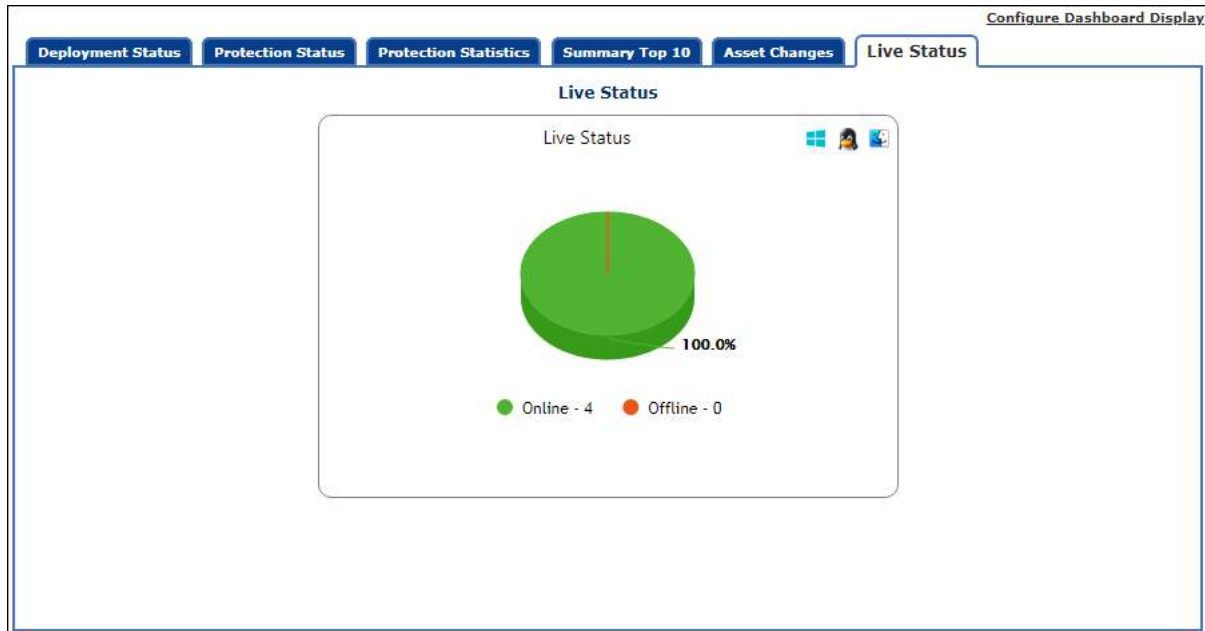 Configure Dashboard Display
Deployment Status Protection Status Protection Statistics Summary Top 10 Asset Changes Live Status
Live Status
Live Status
100.0%
Online - 4 Offline - 0